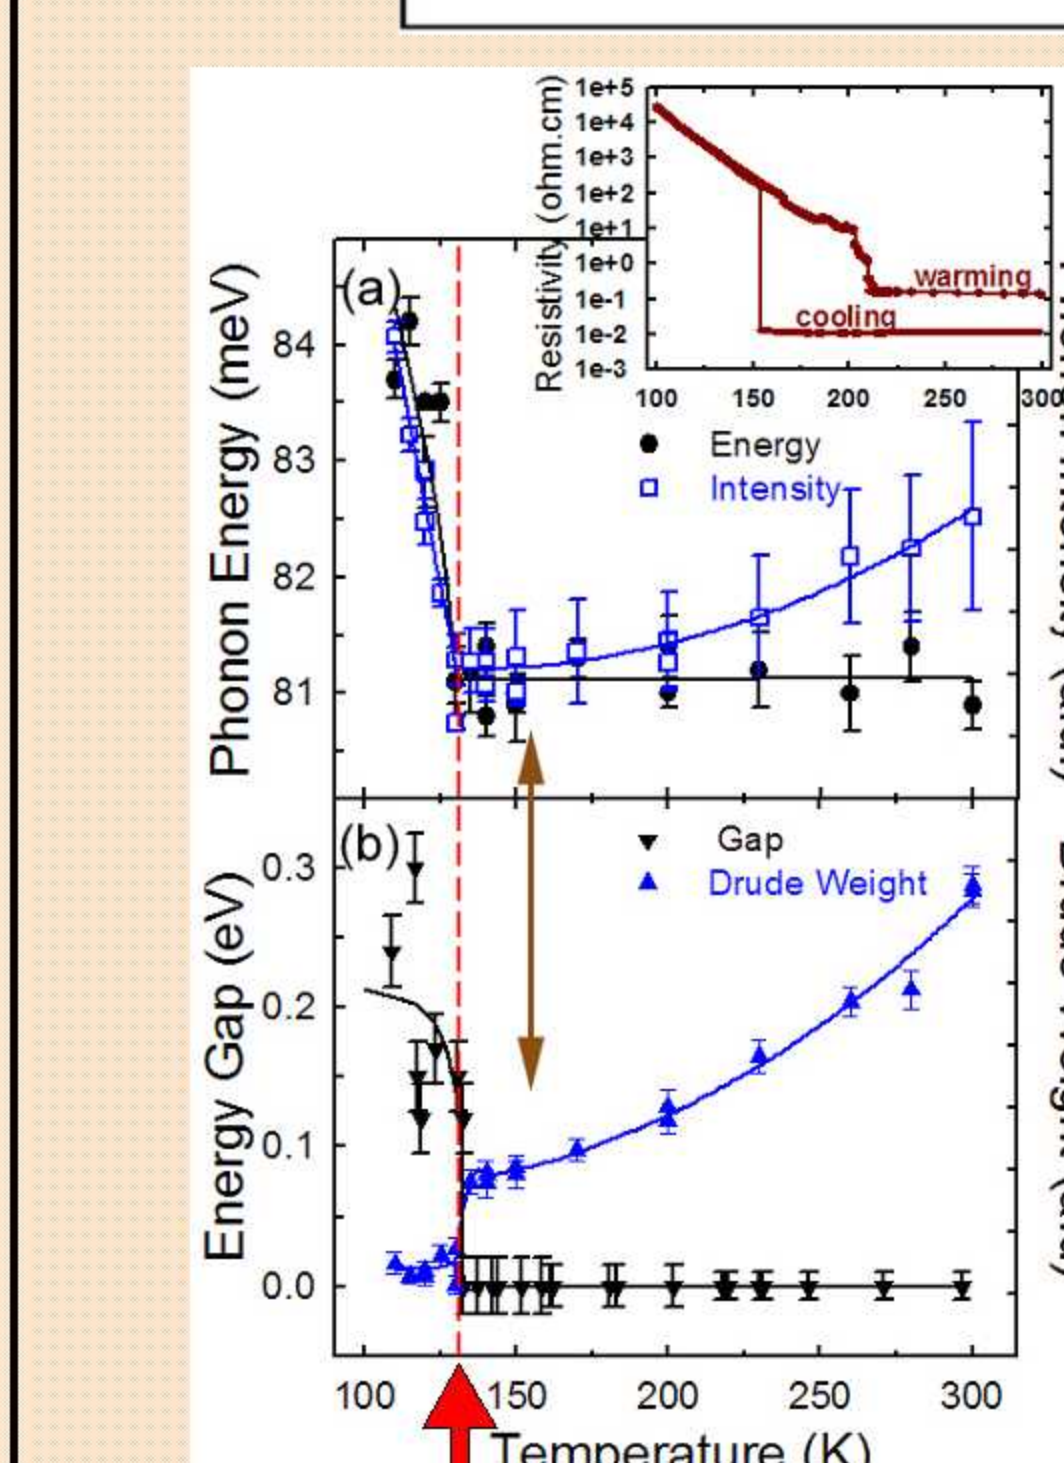 1e+5
1e+4
1e+3
1e+2
1e+1
1e+0
1e-1
1e-2
1e-3
Resistivity (ohm.cm)
warming
cooling
100 150 200 250 300
(a)
Phonon Energy (meV)
84
83
82
81
Energy
Intensity
(b)
Energy Gap (eV)
0.3
0.2
0.1
0.0
Gap
Drude Weight
100 150 200 250 300
Temperature (K)